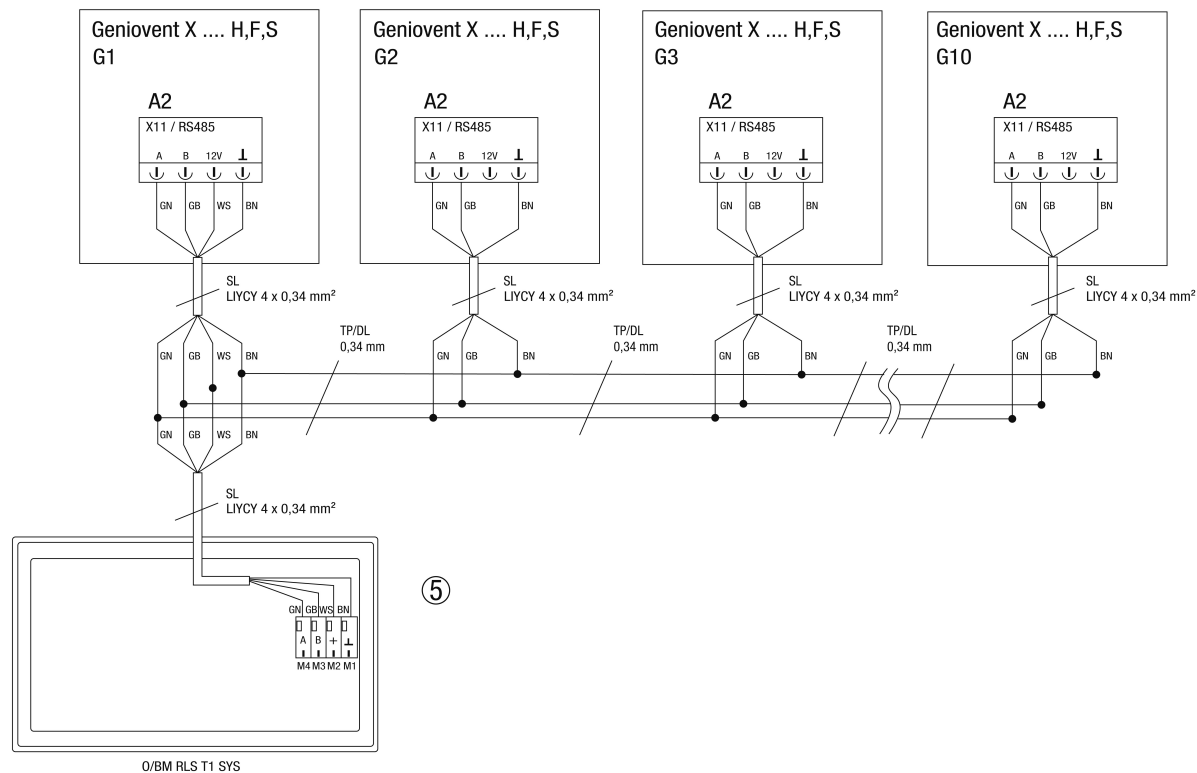 Geniovent X .... H,F,S
G1
A2
X11 / RS485
A B 12V ⊥
GN GB WS BN
SL
LIYCY 4 x 0,34 mm²
Geniovent X .... H,F,S
G2
A2
X11 / RS485
A B 12V ⊥
GN GB BN
SL
LIYCY 4 x 0,34 mm²
Geniovent X .... H,F,S
G3
A2
X11 / RS485
A B 12V ⊥
GN GB BN
SL
LIYCY 4 x 0,34 mm²
Geniovent X .... H,F,S
G10
A2
X11 / RS485
A B 12V ⊥
GN GB BN
SL
LIYCY 4 x 0,34 mm²
GN GB WS BN
TP/DL
0,34 mm
GN GB BN
TP/DL
0,34 mm
GN GB BN
TP/DL
0,34 mm
GN GB BN
GN GB WS BN
SL
LIYCY 4 x 0,34 mm²
⑤
GN GB WS BN
A B + ⊥
M4 M3 M2 M1
O/BM RLS T1 SYS